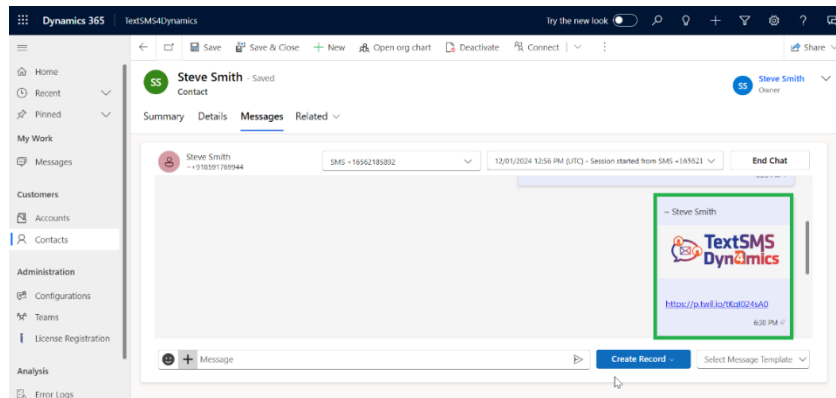 Dynamics 365 TextSMS4Dynamics Try the new look
Save Save & Close New Open org chart Deactivate Connect Share
Home
Recent
Pinned
My Work
Messages
Customers
Accounts
Contacts
Administration
Configurations
Teams
License Registration
Analysis
Error Logs
SS
Steve Smith - Saved
Contact
SS
Steve Smith
Owner
Summary Details Messages Related
Steve Smith
~+918591769944
SMS +16562185892
12/01/2024 12:56 PM (UTC) - Session started from SMS +165621
End Chat
~ Steve Smith
TextSMS
Dyn4mics
https://p.twil.io/tKqI024sA0
6:30 PM
Message
Create Record
Select Message Template